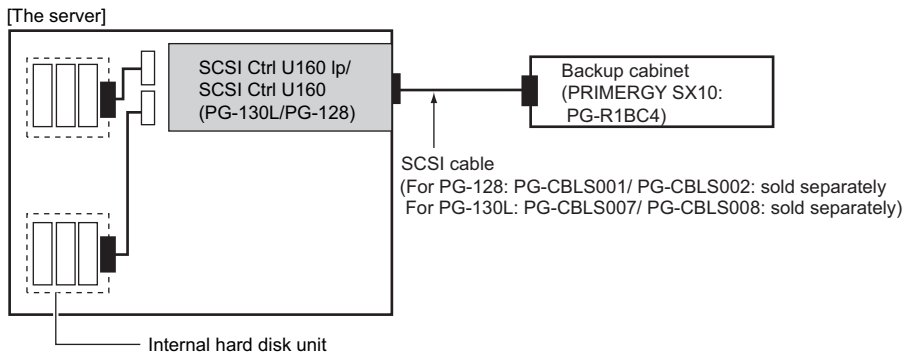 [The server]
SCSI Ctrl U160 lp/
SCSI Ctrl U160
(PG-130L/PG-128)
Backup cabinet
(PRIMERGY SX10:
PG-R1BC4)
SCSI cable
(For PG-128: PG-CBLS001/ PG-CBLS002: sold separately
For PG-130L: PG-CBLS007/ PG-CBLS008: sold separately)
Internal hard disk unit